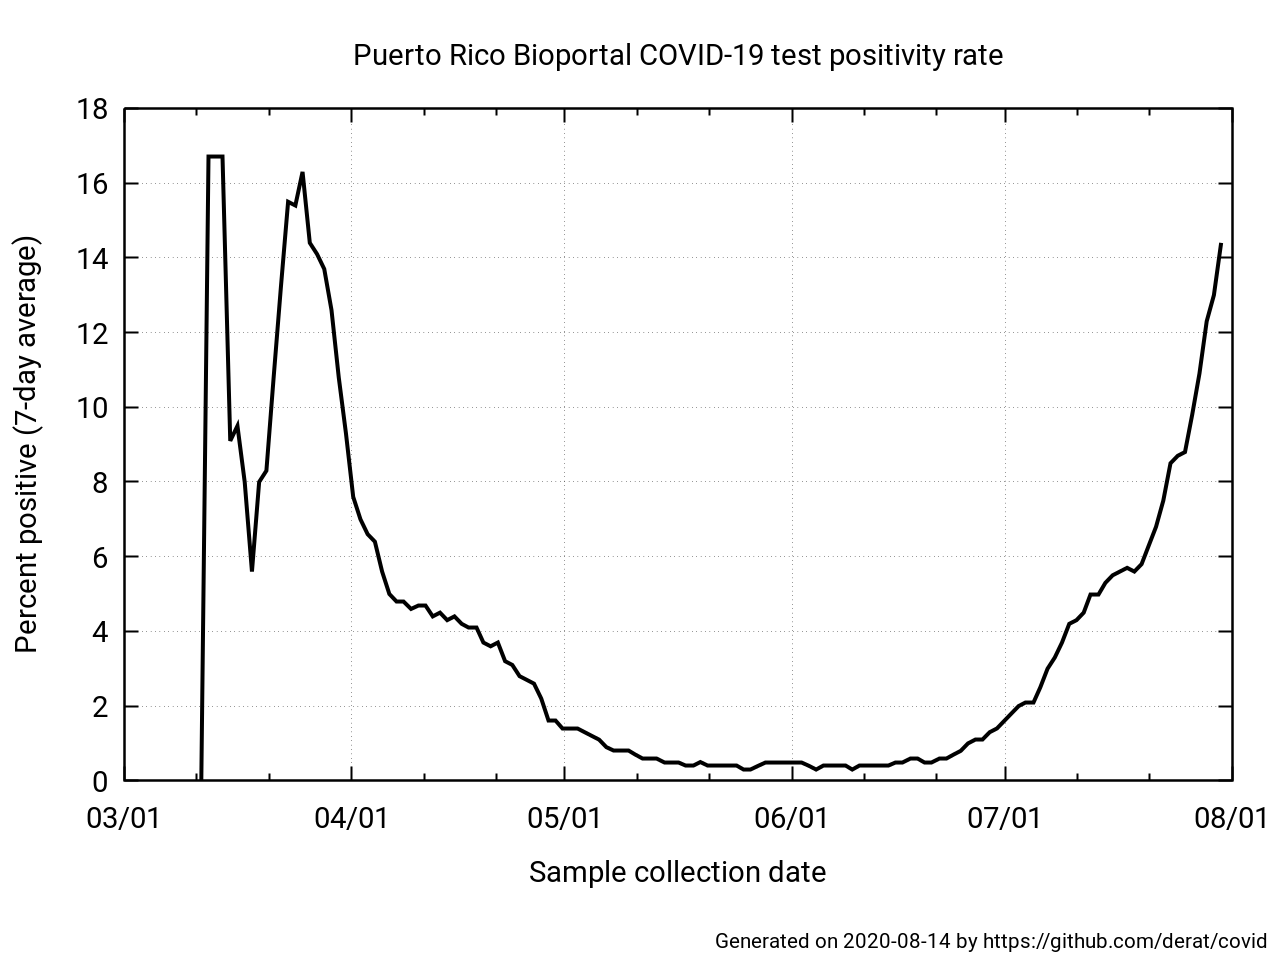 Puerto Rico Bioportal COVID-19 test positivity rate
18
16
14
12
10
8
6
4
2
0
Percent positive (7-day average)
03/01 04/01 05/01 06/01 07/01 08/01
Sample collection date
Generated on 2020-08-14 by https://github.com/derat/covid